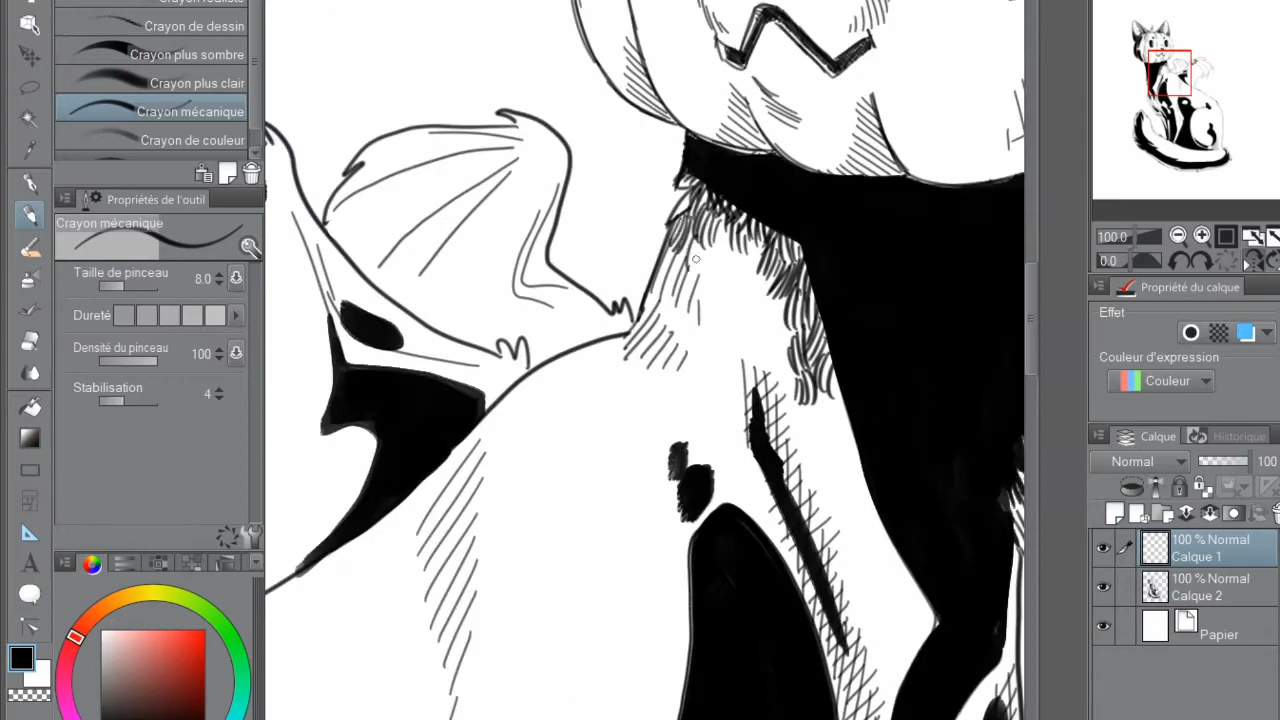 Crayon réaliste
Crayon de dessin
Crayon plus sombre
Crayon plus clair
Crayon mécanique
Crayon de couleur
Propriétés de l'outil
Crayon mécanique
Taille de pinceau 8.0
Dureté
Densité du pinceau 100
Stabilisation 4
100.0
0.0
Propriété du calque
Effet
Couleur d'expression
Couleur
Calque Historique
Normal 100
100 % Normal
Calque 1
100 % Normal
Calque 2
Papier